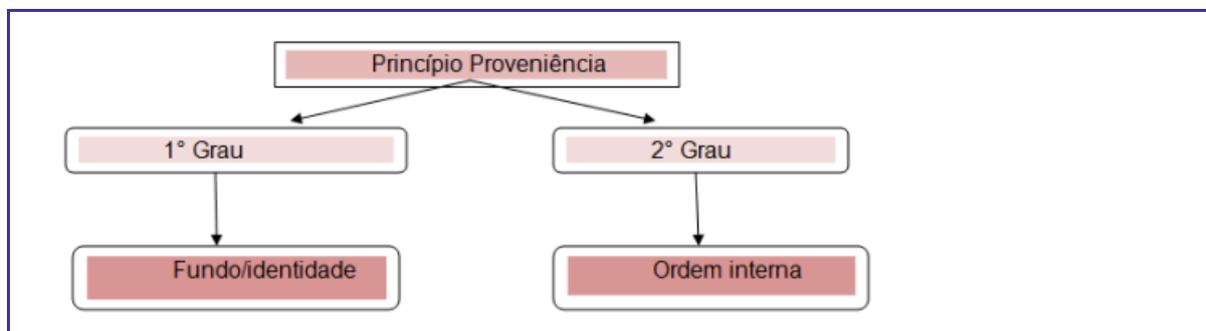 Princípio Proveniência
1° Grau
2° Grau
Fundo/identidade
Ordem interna